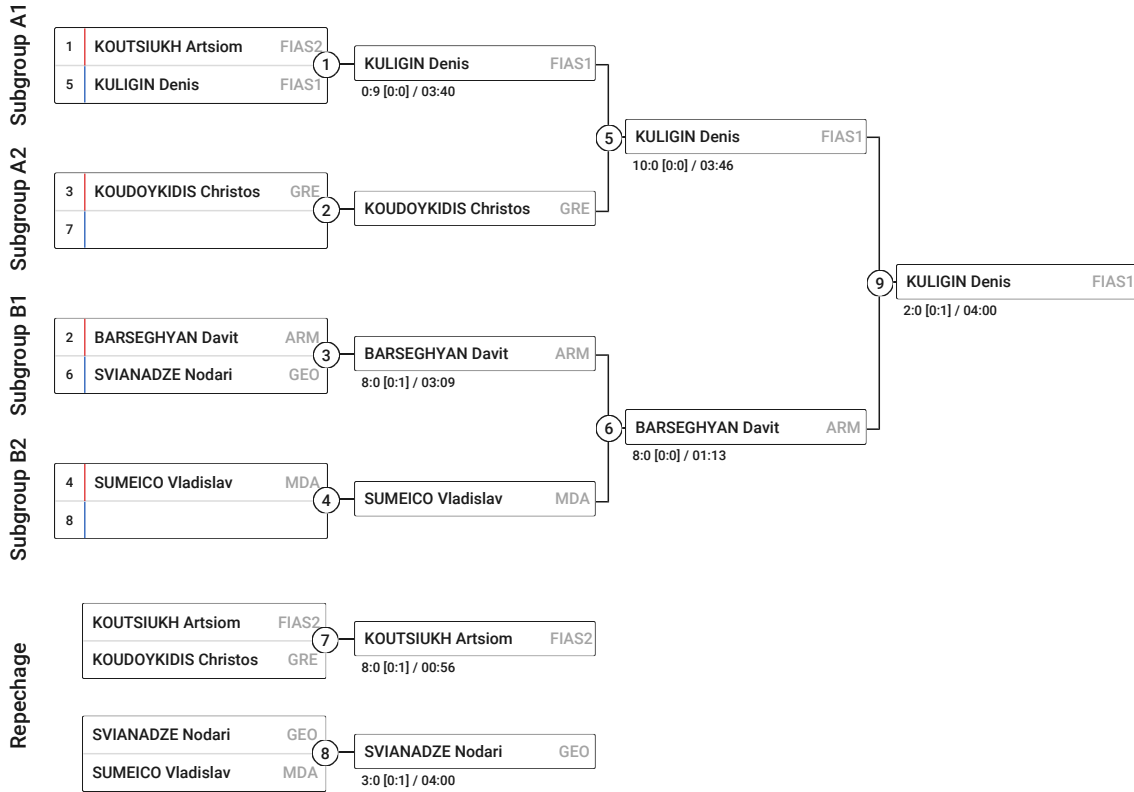 Subgroup A1
1 KOUTSIUKH Artsiom FIAS2
5 KULIGIN Denis FIAS1
1
KULIGIN Denis FIAS1
0:9 [0:0] / 03:40
5
KULIGIN Denis FIAS1
10:0 [0:0] / 03:46
Subgroup A2
3 KOUDOYKIDIS Christos GRE
7
2
KOUDOYKIDIS Christos GRE
9
KULIGIN Denis FIAS1
2:0 [0:1] / 04:00
Subgroup B1
2 BARSEGHYAN Davit ARM
6 SVIANADZE Nodari GEO
3
BARSEGHYAN Davit ARM
8:0 [0:1] / 03:09
6
BARSEGHYAN Davit ARM
8:0 [0:0] / 01:13
Subgroup B2
4 SUMEICO Vladislav MDA
8
4
SUMEICO Vladislav MDA
Repechage
KOUTSIUKH Artsiom FIAS2
KOUDOYKIDIS Christos GRE
7
KOUTSIUKH Artsiom FIAS2
8:0 [0:1] / 00:56
SVIANADZE Nodari GEO
SUMEICO Vladislav MDA
8
SVIANADZE Nodari GEO
3:0 [0:1] / 04:00